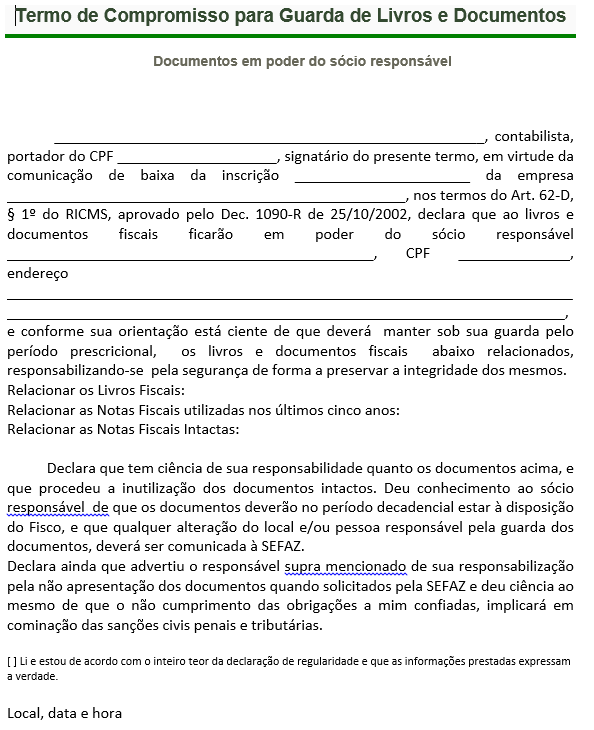 Termo de Compromisso para Guarda de Livros e Documentos
Documentos em poder do sócio responsável
____________________________________________________, contabilista,
portador do CPF ____________________, signatário do presente termo, em virtude da
comunicação de baixa da inscrição _____________________ da empresa
________________________________________________, nos termos do Art. 62-D,
§ 1º do RICMS, aprovado pelo Dec. 1090-R de 25/10/2002, declara que ao livros e
documentos fiscais ficarão em poder do sócio responsável
____________________________________________, CPF ______________,
endereço
____________________________________________________________________
___________________________________________________________________,
e conforme sua orientação está ciente de que deverá manter sob sua guarda pelo
período prescricional, os livros e documentos fiscais abaixo relacionados,
responsabilizando-se pela segurança de forma a preservar a integridade dos mesmos.
Relacionar os Livros Fiscais:
Relacionar as Notas Fiscais utilizadas nos últimos cinco anos:
Relacionar as Notas Fiscais Intactas:
Declara que tem ciência de sua responsabilidade quanto os documentos acima, e
que procedeu a inutilização dos documentos intactos. Deu conhecimento ao sócio
responsável de que os documentos deverão no período decadencial estar à disposição
do Fisco, e que qualquer alteração do local e/ou pessoa responsável pela guarda dos
documentos, deverá ser comunicada à SEFAZ.
Declara ainda que advertiu o responsável supra mencionado de sua responsabilização
pela não apresentação dos documentos quando solicitados pela SEFAZ e deu ciência ao
mesmo de que o não cumprimento das obrigações a mim confiadas, implicará em
cominação das sanções civis penais e tributárias.
[ ] Li e estou de acordo com o inteiro teor da declaração de regularidade e que as informações prestadas expressam
a verdade.
Local, data e hora